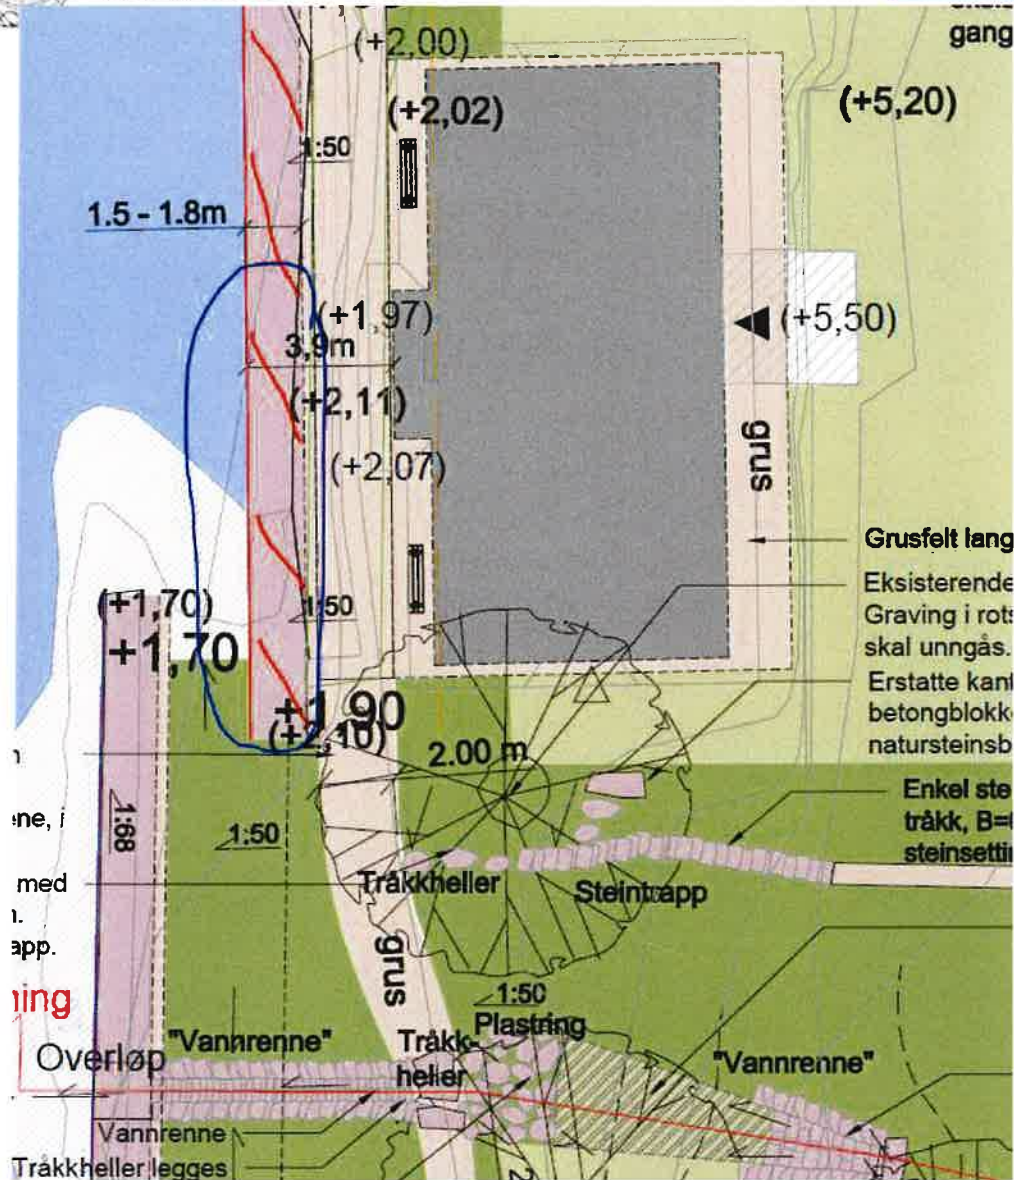 gang
(+2,00)
(+2,02)
(+5,20)
1:50
1.5 - 1.8m
(+1,97)
(+5,50)
3,9m
(+2,11)
grus
(+2,07)
Grusfelt lang
Eksisterende
Graving i rots
skal unngås.
(+1,70)
1:50
+1,70
Erstatte kant
betongblokk
natursteinsb
+1,90
(+2,10)
2.00 m
Enkel ste
tråkk, B=
steinsetti
ene, i
1:68
1:50
med
Tråkkheller
Steintrapp
app.
grus
ning
1:50
Plastring
"Vannrenne"
Tråkk-
heller
"Vannrenne"
Overløp
Vannrenne
Tråkkheller legges